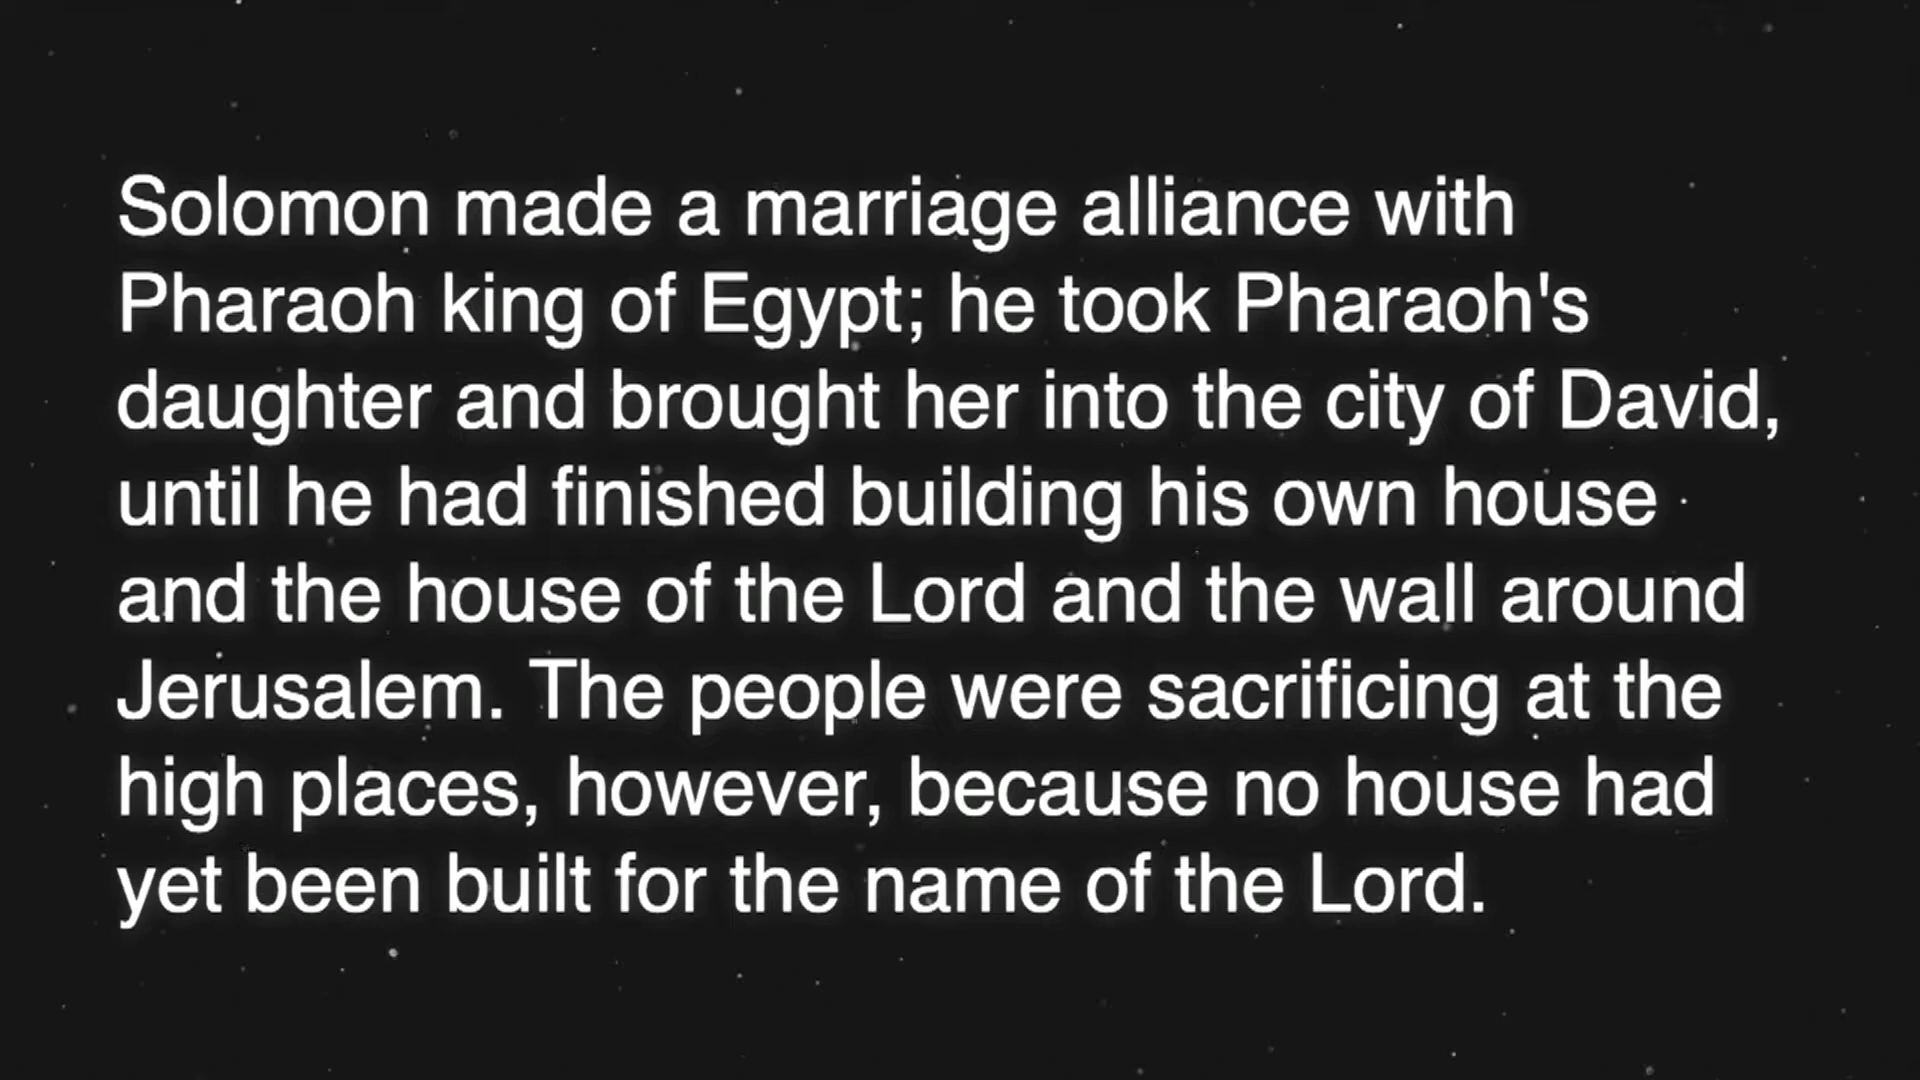 Solomon made a marriage alliance with
Pharaoh king of Egypt; he took Pharaoh's
daughter and brought her into the city of David,
until he had finished building his own house
and the house of the Lord and the wall around
Jerusalem. The people were sacrificing at the
high places, however, because no house had
yet been built for the name of the Lord.